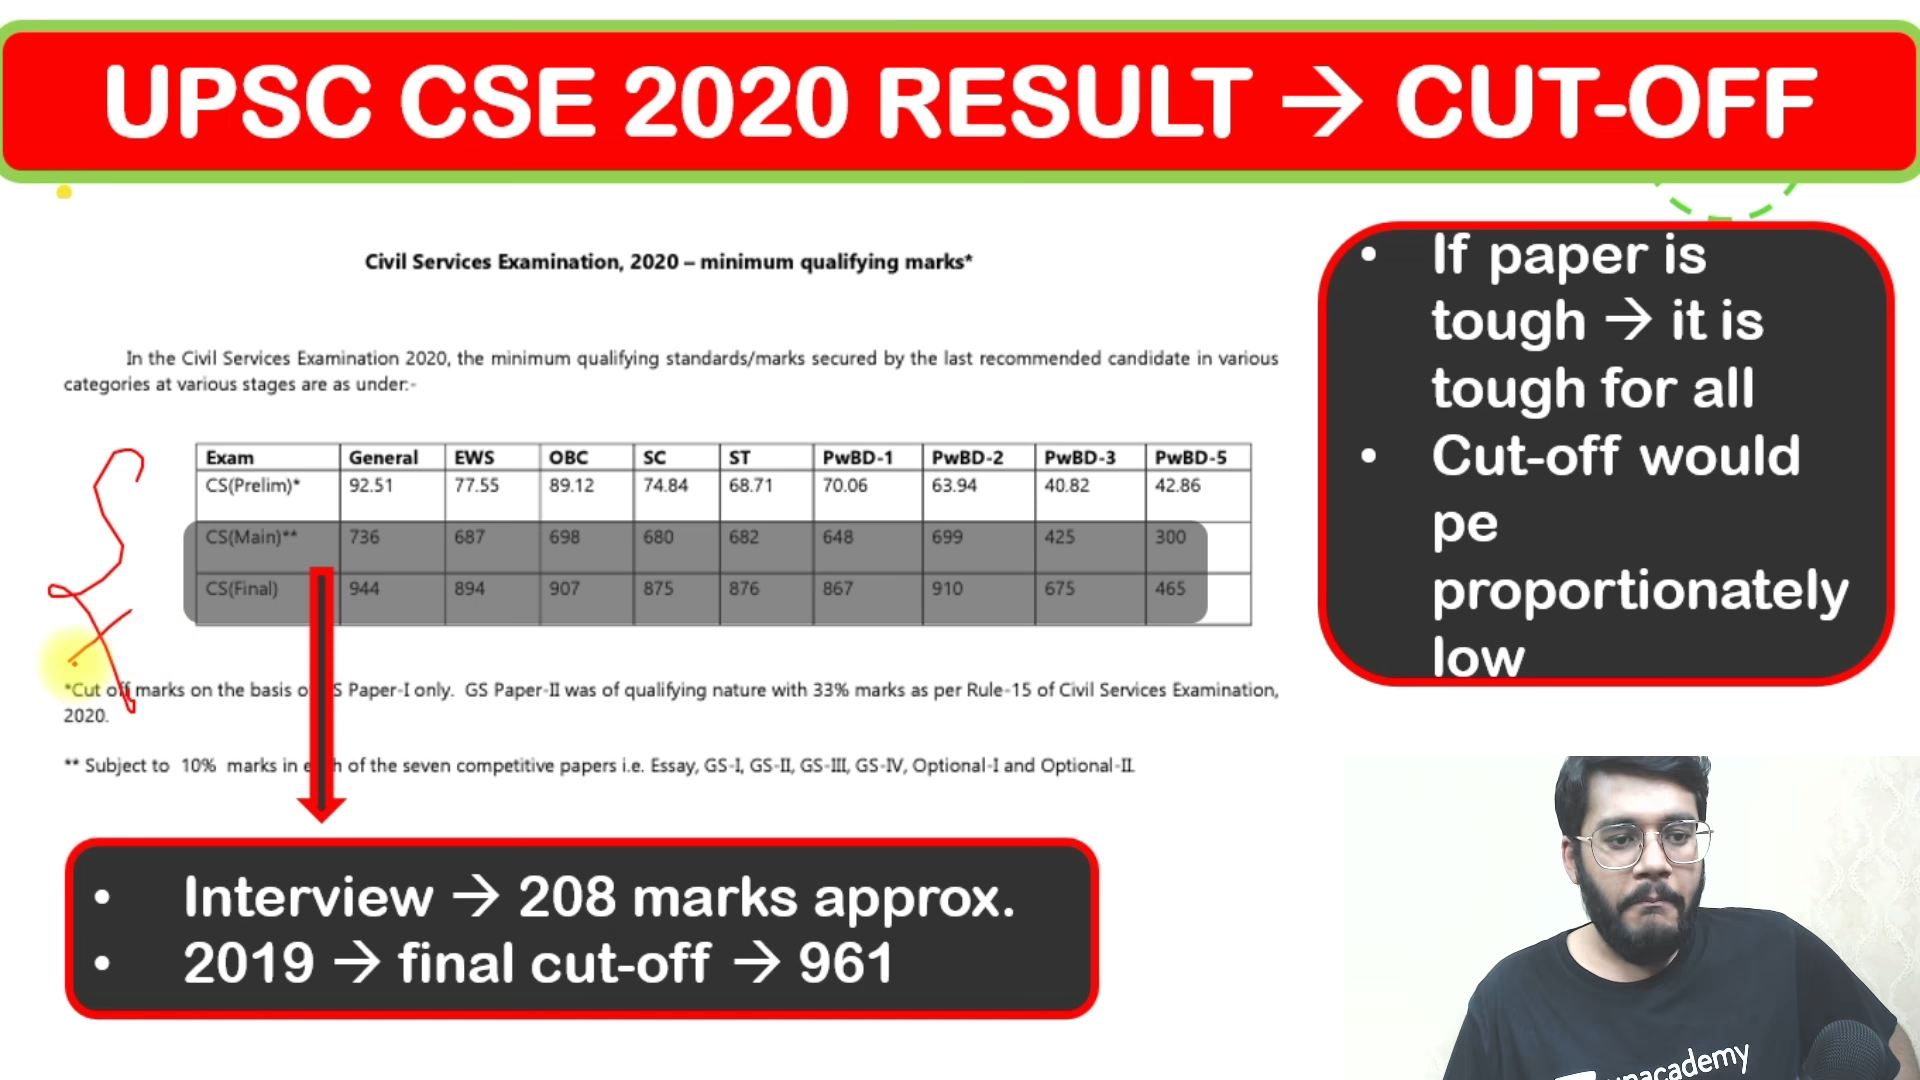 UPSC CSE 2020 RESULT → CUT-OFF
Civil Services Examination, 2020 – minimum qualifying marks*
In the Civil Services Examination 2020, the minimum qualifying standards/marks secured by the last recommended candidate in various
categories at various stages are as under:-
Exam General EWS OBC SC ST PwBD-1 PwBD-2 PwBD-3 PwBD-5
CS(Prelim)* 92.51 77.55 89.12 74.84 68.71 70.06 63.94 40.82 42.86
CS(Main)** 736 687 698 680 682 648 699 425 300
CS(Final) 944 894 907 875 876 867 910 675 465
*Cut off marks on the basis S Paper-I only. GS Paper-II was of qualifying nature with 33% marks as per Rule-15 of Civil Services Examination,
2020.
** Subject to 10% marks in of the seven competitive papers i.e. Essay, GS-I, GS-II, GS-III, GS-IV, Optional-I and Optional-II.
• If paper is
tough → it is
tough for all
• Cut-off would
pe
proportionately
low
• Interview → 208 marks approx.
• 2019 → final cut-off → 961
unacademy